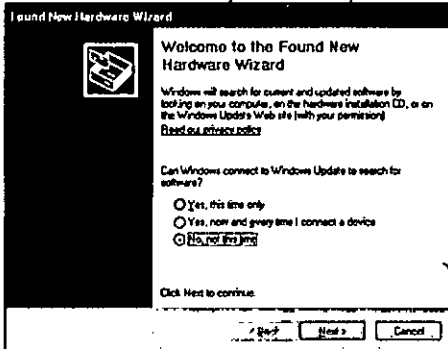 Found New Hardware Wizard
Welcome to the Found New
Hardware Wizard
Windows will search for current and updated software by
looking on your computer, on the hardware installation CD, or on
the Windows Update Web site (with your permission)
Read our privacy policy
Can Windows connect to Windows Update to search for
software?
Yes, this time only
Yes, now and every time I connect a device
No, not this time
Click Next to continue.
< Back Next > Cancel